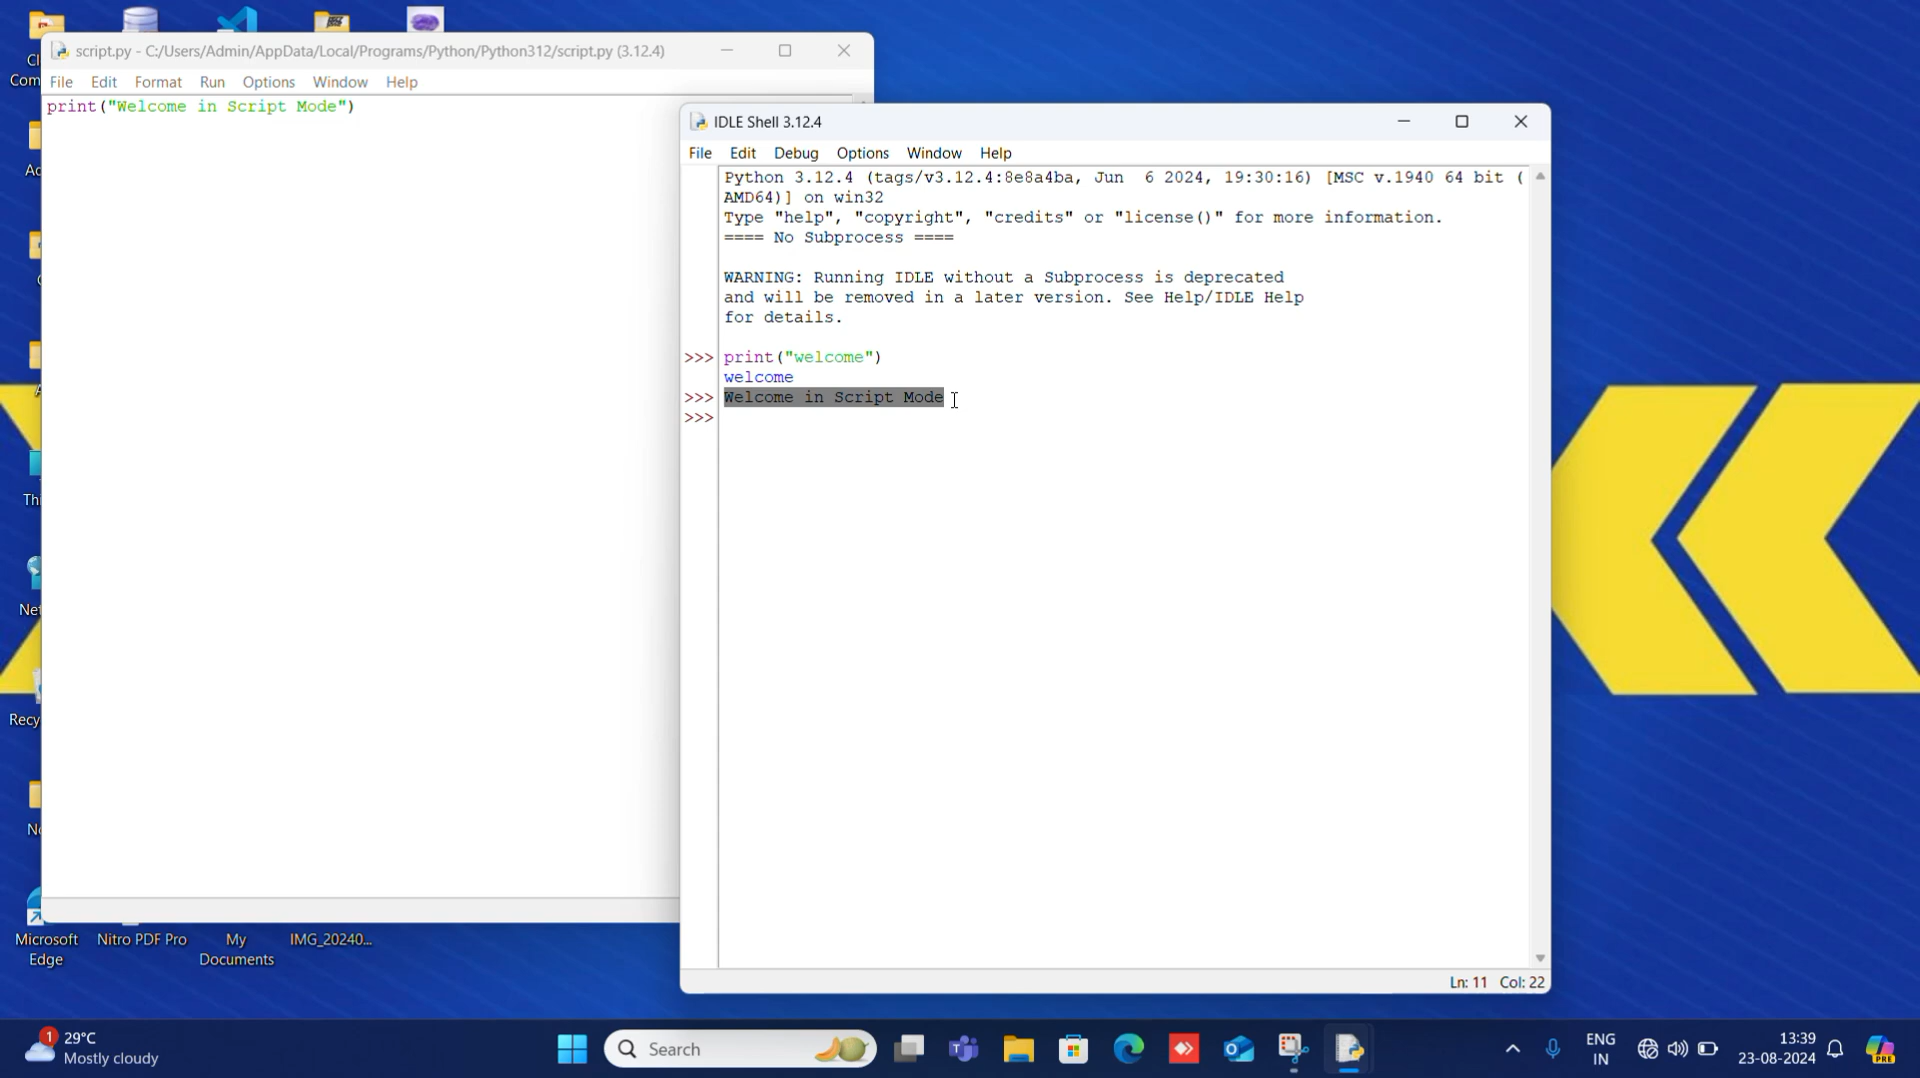 script.py - C:/Users/Admin/AppData/Local/Programs/Python/Python312/script.py (3.12.4)
File Edit Format Run Options Window Help
print("Welcome in Script Mode")
IDLE Shell 3.12.4
File Edit Debug Options Window Help
Python 3.12.4 (tags/v3.12.4:8e8a4ba, Jun  6 2024, 19:30:16) [MSC v.1940 64 bit (
AMD64)] on win32
Type "help", "copyright", "credits" or "license()" for more information.
==== No Subprocess ====
WARNING: Running IDLE without a Subprocess is deprecated
and will be removed in a later version. See Help/IDLE Help
for details.
>>> print("welcome")
welcome
>>> Welcome in Script Mode
>>>
Ln: 11 Col: 22
Com
Thi
Net
Recy
Microsoft
Edge
Nitro PDF Pro
My
Documents
IMG_20240...
1
29°C
Mostly cloudy
Search
ENG
IN
13:39
23-08-2024
PRE